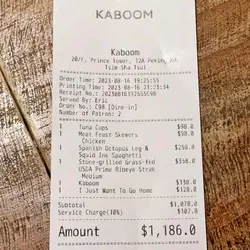 KABOOM
Kaboom
20/F. Prince Tower, 12A Peking Rd,
Tsim Sha Tsui
Order Time: 2023-08-16 19:25:55
Printing Time: 2023-08-16 23:23:34
Receipt No.: 20230816192555C98
Served By: Eric
Order No.: C98 [Dine-in]
Number of Patron: 2
1 Tuna Cups $98.0
1 Meat Feast Skewers $98.0
Chicken
1 Spanish Octopus Leg & $258.0
Squid Ink Spaghetti
1 Stone-grilled Grass-fed $358.0
USDA Prime Ribeye Steak
Medium
1 Kaboom $138.0
1 I Just Want To Go Home $128.0
Subtotal $1,078.0
Service Charge(10%) $107.8
Amount $1,186.0